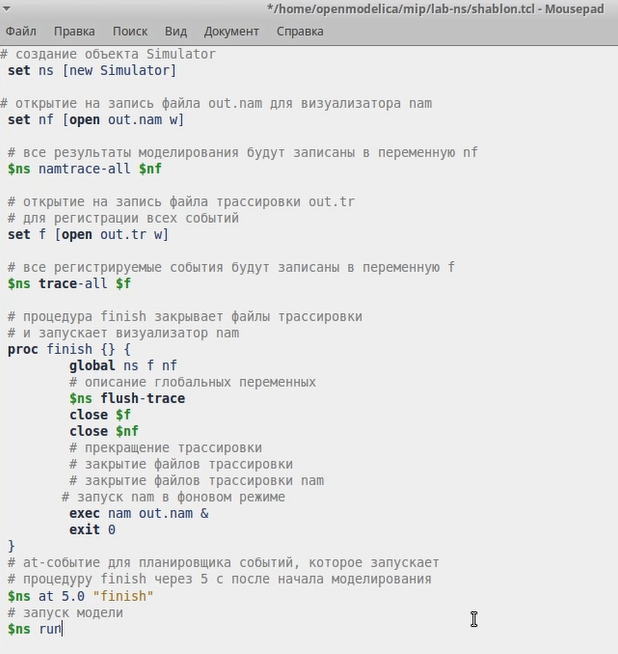 */home/openmodelica/mip/lab-ns/shablon.tcl - Mousepad
Файл Правка Поиск Вид Документ Справка
# создание объекта Simulator
set ns [new Simulator]
# открытие на запись файла out.nam для визуализатора nam
set nf [open out.nam w]
# все результаты моделирования будут записаны в переменную nf
$ns namtrace-all $nf
# открытие на запись файла трассировки out.tr
# для регистрации всех событий
set f [open out.tr w]
# все регистрируемые события будут записаны в переменную f
$ns trace-all $f
# процедура finish закрывает файлы трассировки
# и запускает визуализатор nam
proc finish {} {
global ns f nf
# описание глобальных переменных
$ns flush-trace
close $f
close $nf
# прекращение трассировки
# закрытие файлов трассировки
# закрытие файлов трассировки nam
# запуск nam в фоновом режиме
exec nam out.nam &
exit 0
}
# at-событие для планировщика событий, которое запускает
# процедуру finish через 5 с после начала моделирования
$ns at 5.0 "finish"
# запуск модели
$ns run